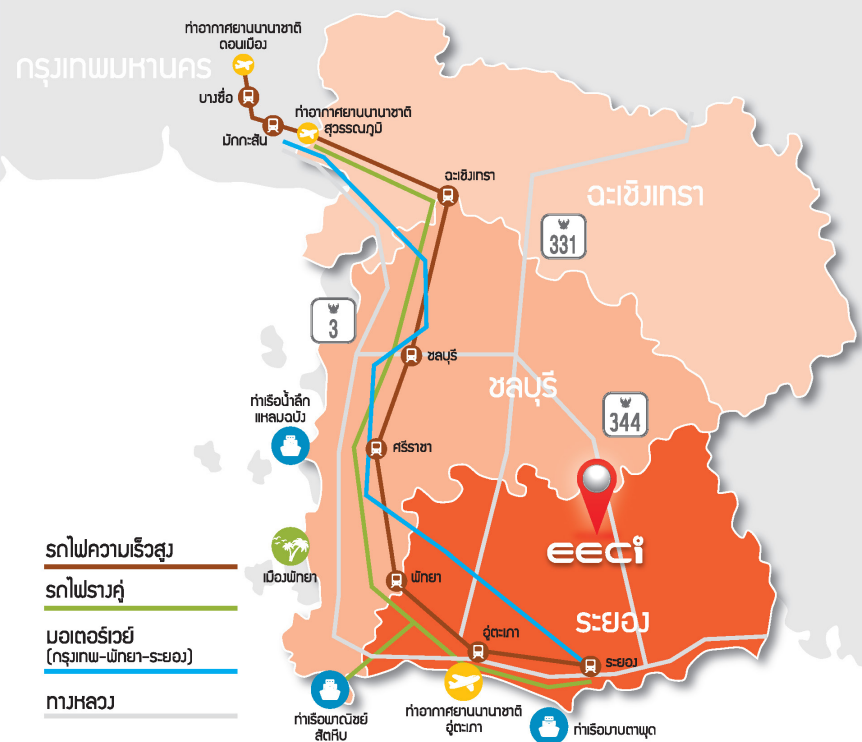 ท่าอากาศยานนานาชาติ
ดอนเมือง
กรุงเทพมหานคร
บางซื่อ
ท่าอากาศยานนานาชาติ
สุวรรณภูมิ
มักกะสัน
ฉะเชิงเทรา
ฉะเชิงเทรา
331
3
ชลบุรี
ชลบุรี
ท่าเรือน้ำลึก
แหลมฉบัง
344
ศรีราชา
EECi
รถไฟความเร็วสูง
เมืองพัทยา
พัทยา
รถไฟรางคู่
ระยอง
มอเตอร์เวย์
(กรุงเทพ-พัทยา-ระยอง)
อู่ตะเภา
ระยอง
ทางหลวง
ท่าเรือพาณิชย์
สัตหีบ
ท่าอากาศยานนานาชาติ
อู่ตะเภา
ท่าเรือมาบตาพุด